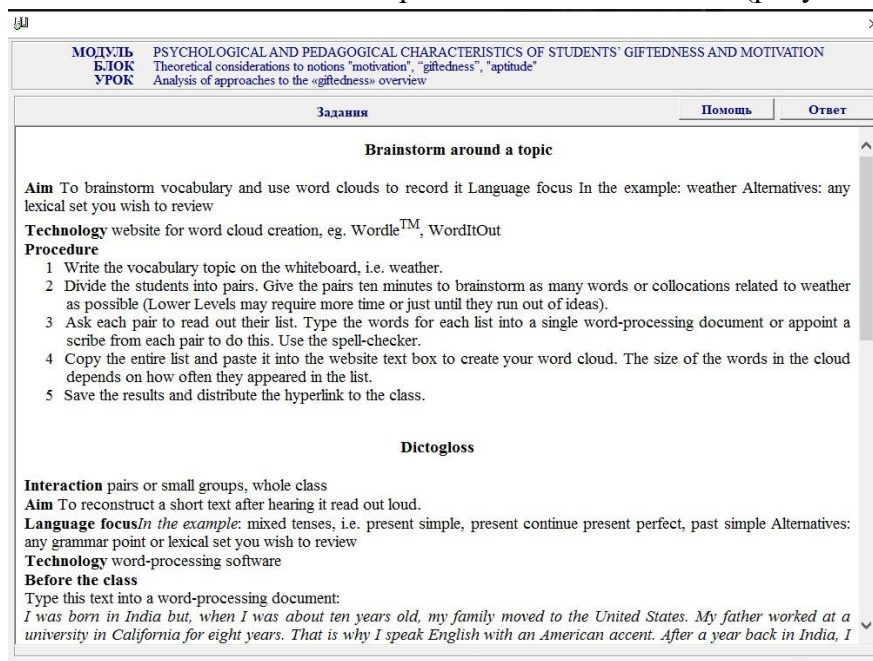 МОДУЛЬ PSYCHOLOGICAL AND PEDAGOGICAL CHARACTERISTICS OF STUDENTS' GIFTEDNESS AND MOTIVATION
БЛОК Theoretical considerations to notions "motivation", "giftedness", "aptitude"
УРОК Analysis of approaches to the «giftedness» overview
Задания Помощь Ответ
Brainstorm around a topic
Aim To brainstorm vocabulary and use word clouds to record it Language focus In the example: weather Alternatives: any
lexical set you wish to review
Technology website for word cloud creation, eg. Wordle™, WordItOut
Procedure
1 Write the vocabulary topic on the whiteboard, i.e. weather.
2 Divide the students into pairs. Give the pairs ten minutes to brainstorm as many words or collocations related to weather
as possible (Lower Levels may require more time or just until they run out of ideas).
3 Ask each pair to read out their list. Type the words for each list into a single word-processing document or appoint a
scribe from each pair to do this. Use the spell-checker.
4 Copy the entire list and paste it into the website text box to create your word cloud. The size of the words in the cloud
depends on how often they appeared in the list.
5 Save the results and distribute the hyperlink to the class.
Dictogloss
Interaction pairs or small groups, whole class
Aim To reconstruct a short text after hearing it read out loud.
Language focusIn the example: mixed tenses, i.e. present simple, present continue present perfect, past simple Alternatives:
any grammar point or lexical set you wish to review
Technology word-processing software
Before the class
Type this text into a word-processing document:
I was born in India but, when I was about ten years old, my family moved to the United States. My father worked at a
university in California for eight years. That is why I speak English with an American accent. After a year back in India, I